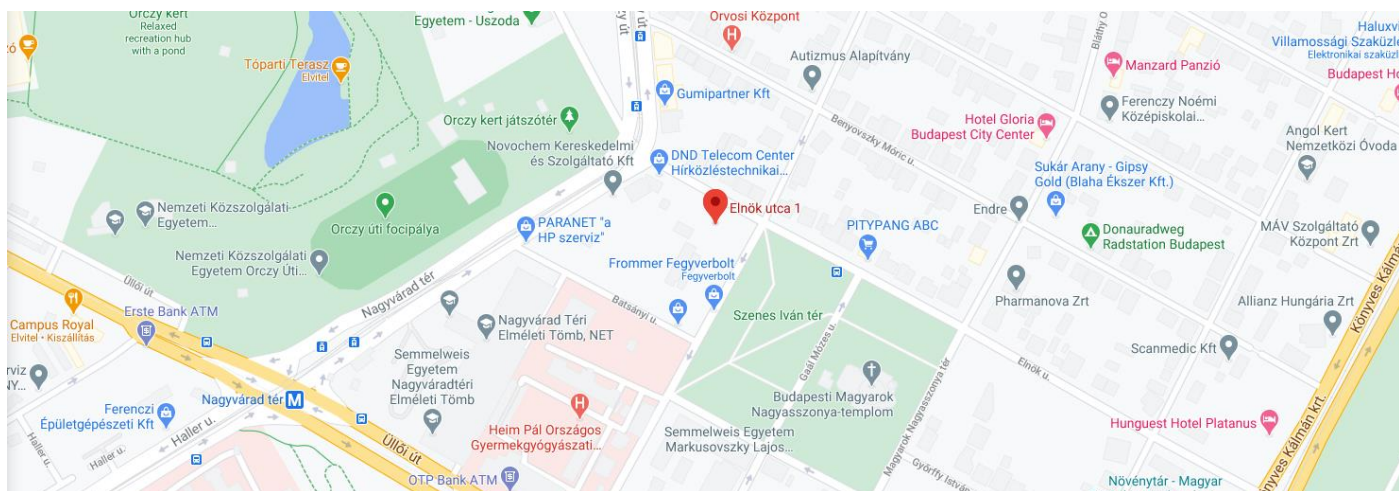 Orczy kert
Relaxed
recreation hub
with a pond
Egyetem - Uszoda
Orvosi Központ
Tóparti Terasz
Elvitel
Gumipartner Kft
Autizmus Alapítvány
Bláthy O
Manzard Panzió
Villamossági Szaküzle
Elektronikai szaküzl
Budapest Ho
Ferenczy Noémi
Középiskolai...
Hotel Gloria
Budapest City Center
Angol Kert
Nemzetközi Óvoda
Orczy kert játszótér
Novochem Kereskedelmi
és Szolgáltató Kft
Benyovszky Móric u.
DND Telecom Center
Hírközléstechnikai...
Sukár Arany - Gipsy
Gold (Blaha Ékszer Kft.)
Elnök utca 1
Endre
Nemzeti Közszolgálati
Egyetem...
Orczy úti focipálya
PARANET "a
HP szerviz"
PITYPANG ABC
Donauradweg
Radstation Budapest
MÁV Szolgáltató
Központ Zrt
Nemzeti Közszolgálati
Egyetem Orczy Úti...
Frommer Fegyverbolt
Fegyverbolt
Üllői út
Nagyvárad tér
Batsányi u.
Pharmanova Zrt
Allianz Hungária Zrt
Könyves Kálmán
Campus Royal
Elvitel • Kiszállítás
Erste Bank ATM
Nagyvárad Téri
Elméleti Tömb, NET
Szenes Iván tér
Gaál Mózes u.
Scanmedic Kft
Elnök u.
Semmelweis
Egyetem
Nagyváradtéri
Elméleti Tömb
Budapesti Magyarok
Nagyasszonya-templom
Magyarok Nagyasszonya tér
Nagyvárad tér
M
Ferenczi
Épületgépészeti Kft
Haller u.
Haller u.
Üllői út
Heim Pál Országos
Gyermekgyógyászati...
Semmelweis Egyetem
Markusovszky Lajos...
Hunguest Hotel Platanus
Györffy István
OTP Bank ATM
Növénytár - Magyar
Könyves Kálmán krt.